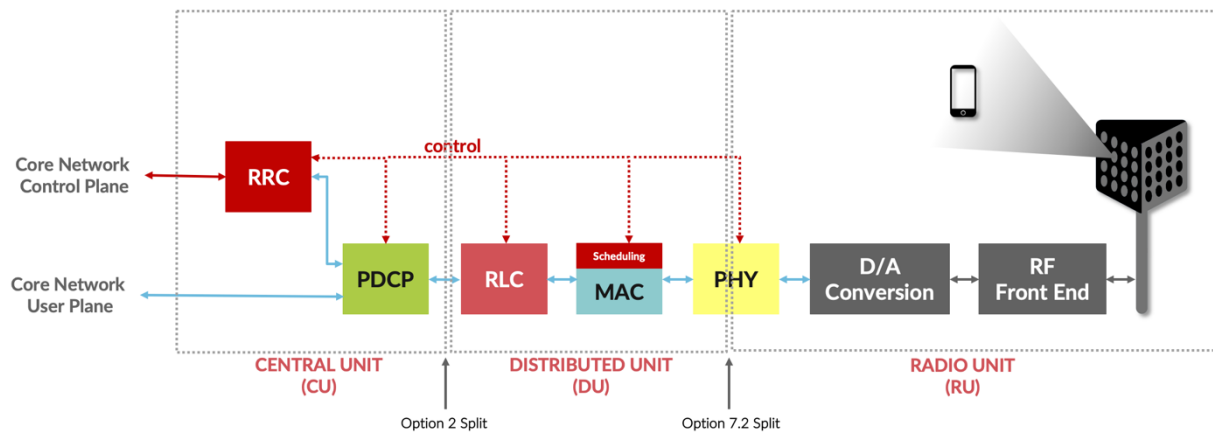 control
Core Network
Control Plane
RRC
Core Network
User Plane
PDCP
RLC
Scheduling
MAC
PHY
D/A
Conversion
RF
Front End
CENTRAL UNIT
(CU)
DISTRIBUTED UNIT
(DU)
RADIO UNIT
(RU)
Option 2 Split
Option 7.2 Split